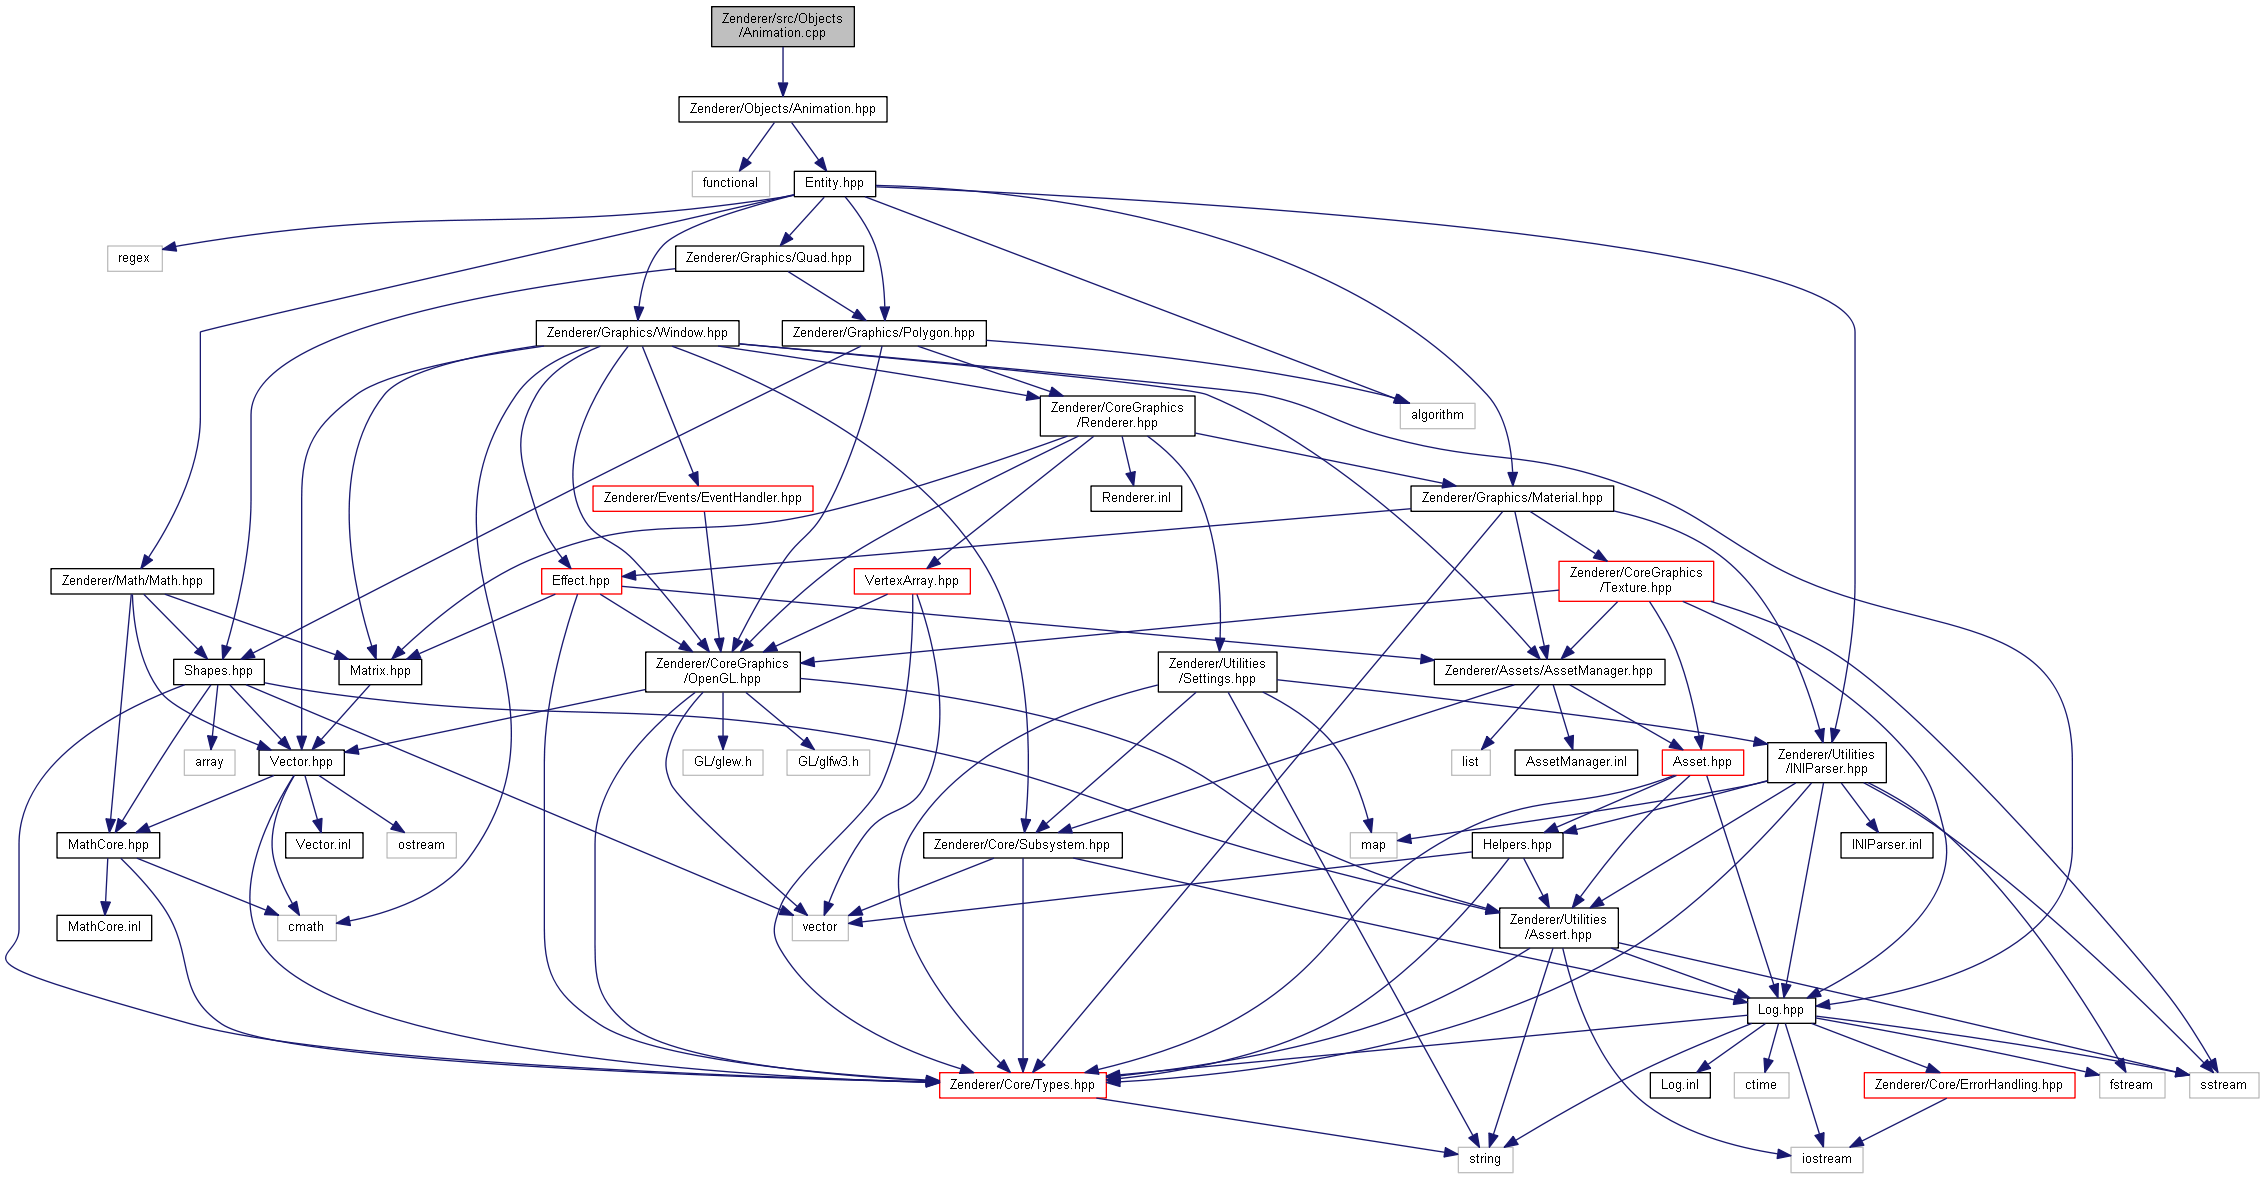 Zenderer/src/Objects
/Animation.cpp
Zenderer/Objects/Animation.hpp
functional
Entity.hpp
regex
Zenderer/Graphics/Quad.hpp
Zenderer/Graphics/Window.hpp
Zenderer/Graphics/Polygon.hpp
Zenderer/CoreGraphics
/Renderer.hpp
algorithm
Zenderer/Events/EventHandler.hpp
Renderer.inl
Zenderer/Graphics/Material.hpp
Zenderer/Math/Math.hpp
Effect.hpp
VertexArray.hpp
Zenderer/CoreGraphics
/Texture.hpp
Shapes.hpp
Matrix.hpp
Zenderer/CoreGraphics
/OpenGL.hpp
Zenderer/Utilities
/Settings.hpp
Zenderer/Assets/AssetManager.hpp
array
Vector.hpp
GL/glew.h
GL/glfw3.h
list
AssetManager.inl
Asset.hpp
Zenderer/Utilities
/INIParser.hpp
MathCore.hpp
Vector.inl
ostream
Zenderer/Core/Subsystem.hpp
map
Helpers.hpp
INIParser.inl
MathCore.inl
cmath
vector
Zenderer/Utilities
/Assert.hpp
Log.hpp
Zenderer/Core/Types.hpp
Log.inl
ctime
Zenderer/Core/ErrorHandling.hpp
fstream
sstream
string
iostream